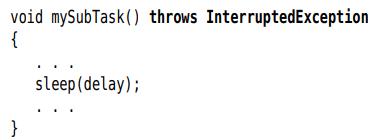 void mySubTask() throws InterruptedException
{
. . .
sleep(delay);
. . .
}